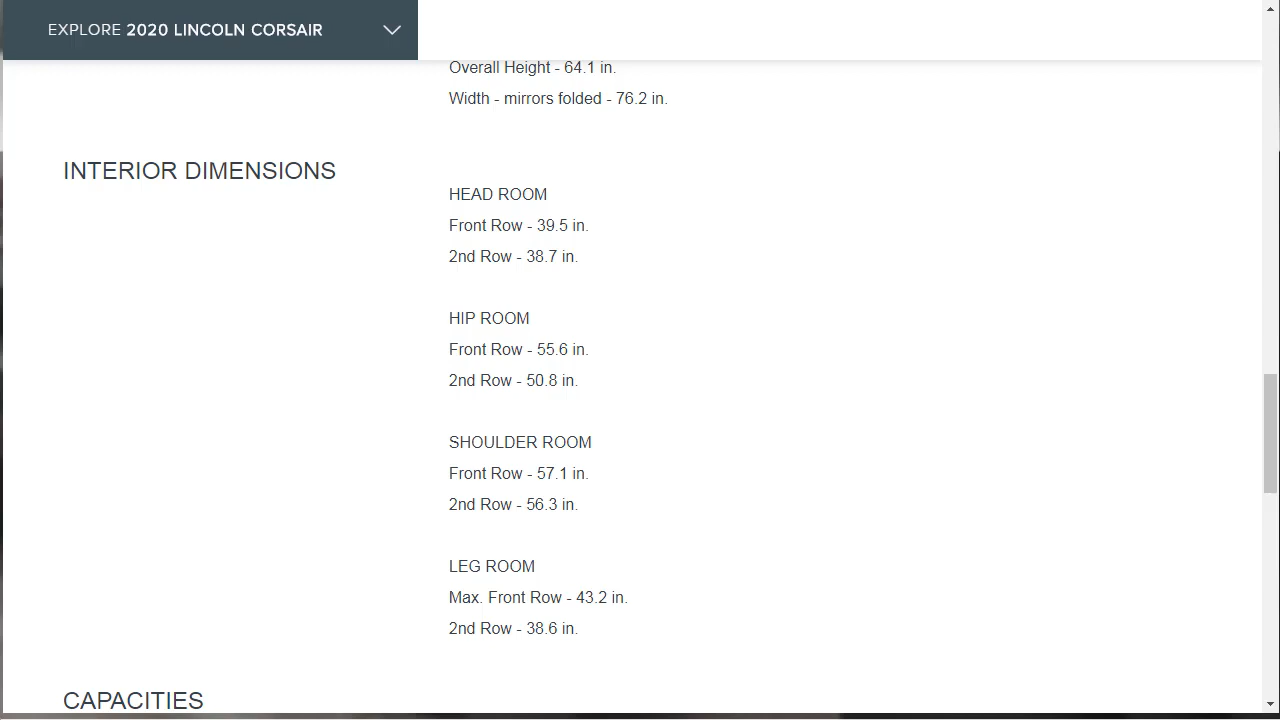 EXPLORE 2020 LINCOLN CORSAIR
Overall Height - 64.1 in.
Width - mirrors folded - 76.2 in.
INTERIOR DIMENSIONS
HEAD ROOM
Front Row - 39.5 in.
2nd Row - 38.7 in.
HIP ROOM
Front Row - 55.6 in.
2nd Row - 50.8 in.
SHOULDER ROOM
Front Row - 57.1 in.
2nd Row - 56.3 in.
LEG ROOM
Max. Front Row - 43.2 in.
2nd Row - 38.6 in.
CAPACITIES